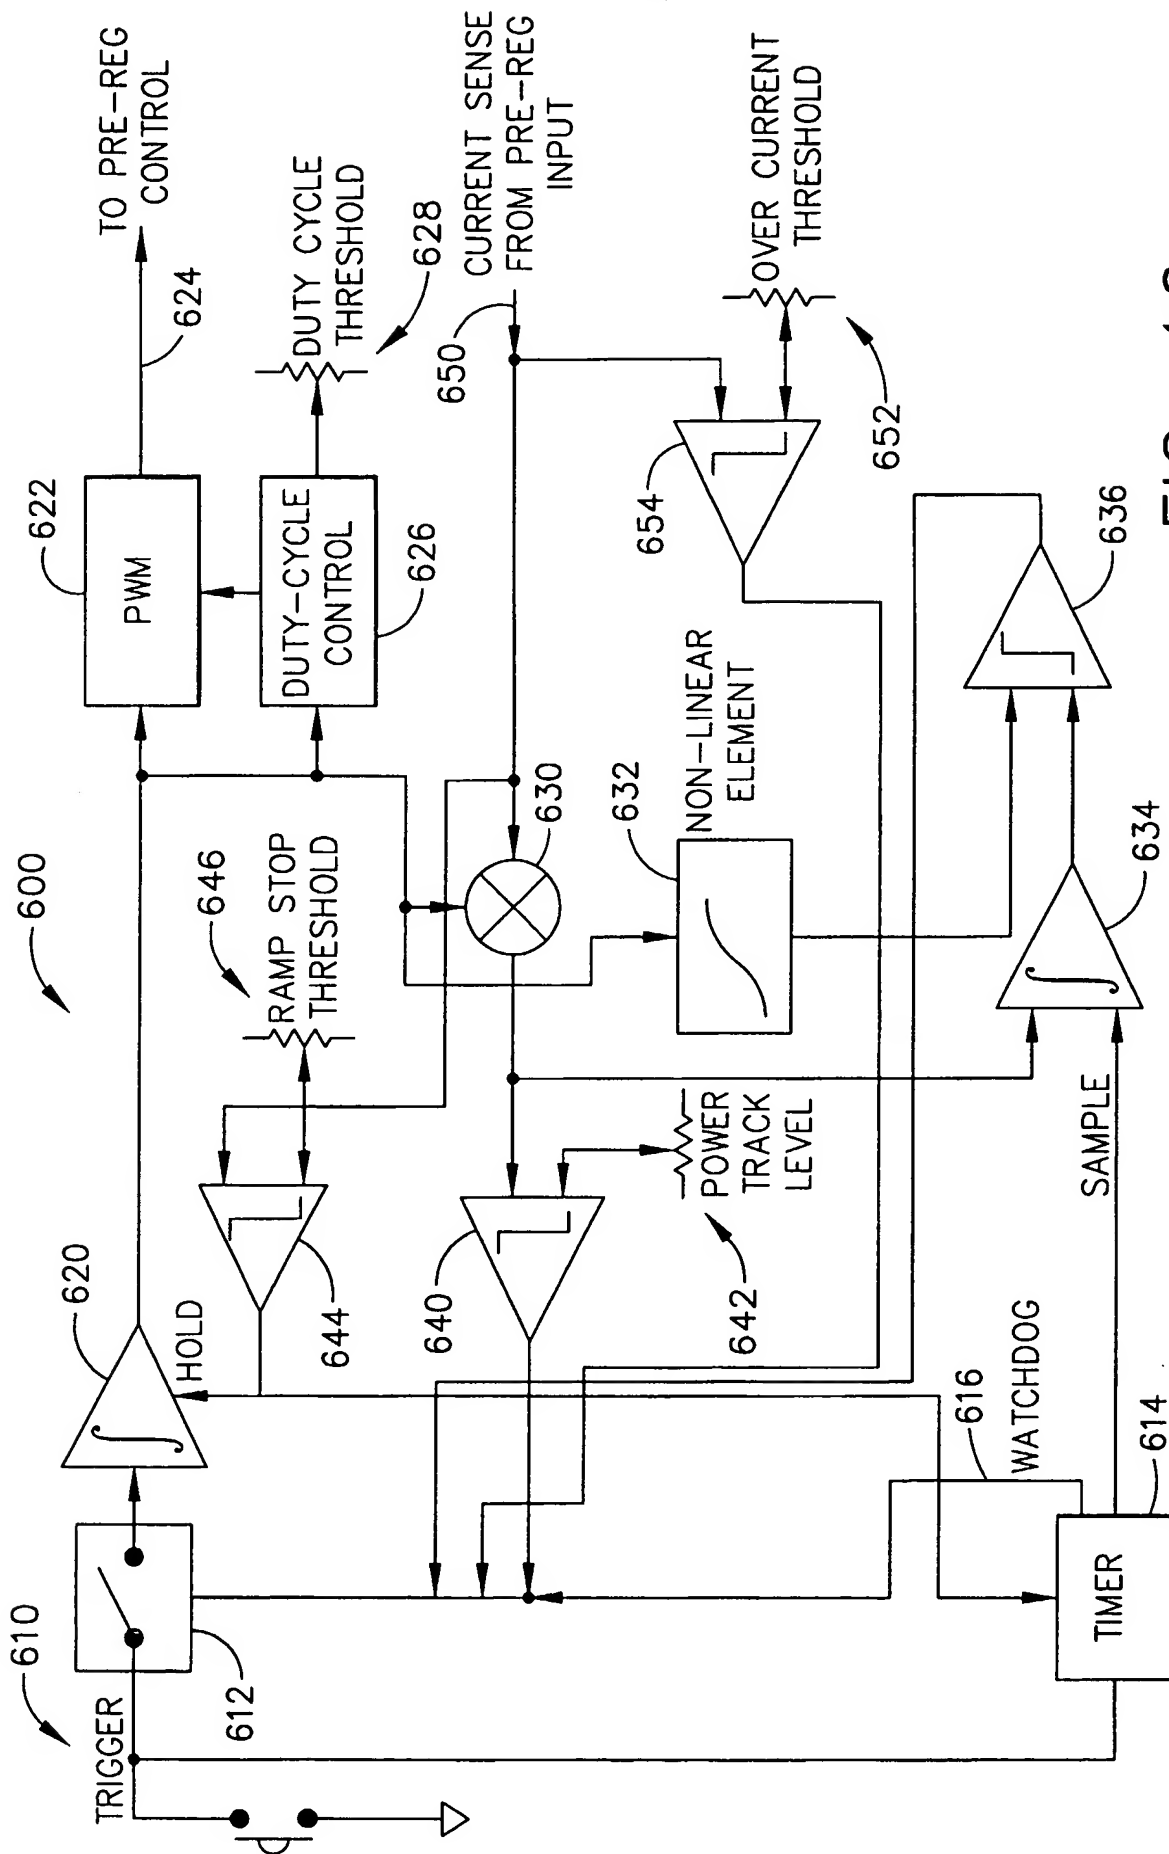 600
610
TRIGGER
612
620
HOLD
622
PWM
624
TO PRE-REG
CONTROL
626
DUTY-CYCLE
CONTROL
DUTY CYCLE
THRESHOLD
628
646
RAMP STOP
THRESHOLD
644
630
650
CURRENT SENSE
FROM PRE-REG
INPUT
640
642
POWER
TRACK
LEVEL
632
NON-LINEAR
ELEMENT
654
OVER CURRENT
THRESHOLD
652
616
WATCHDOG
614
TIMER
SAMPLE
634
636